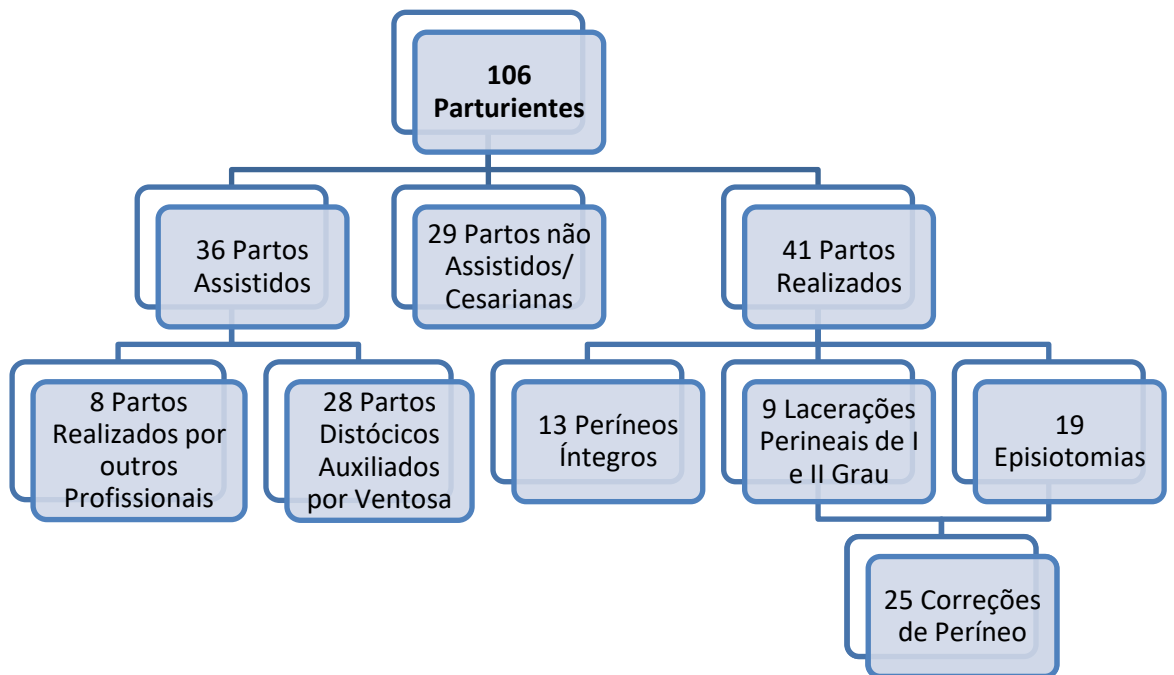 106
Parturientes
36 Partos
Assistidos
29 Partos não
Assistidos/
Cesarianas
41 Partos
Realizados
8 Partos
Realizados por
outros
Profissionais
28 Partos
Distócicos
Auxiliados
por Ventosa
13 Períneos
Íntegros
9 Lacerações
Perineais de I
e II Grau
19
Episiotomias
25 Correções
de Períneo